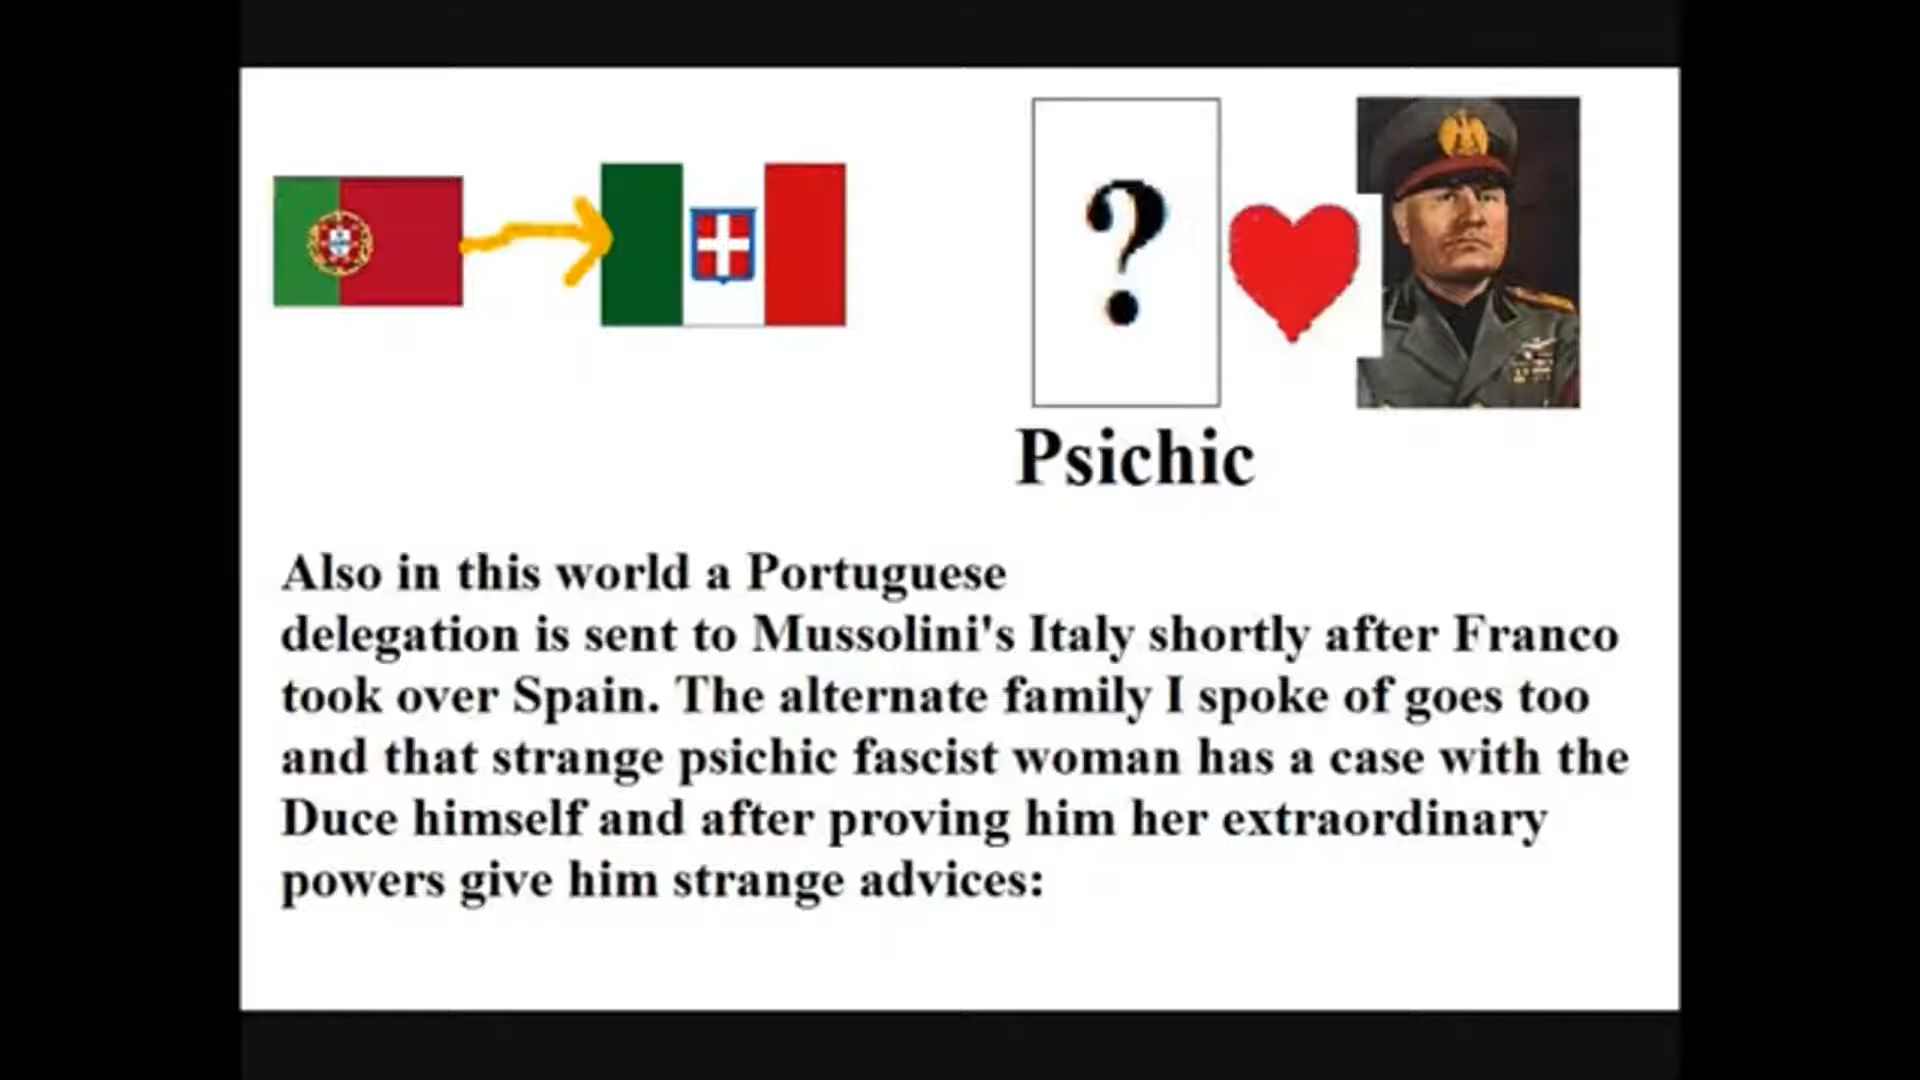 ?
Psichic
Also in this world a Portuguese
delegation is sent to Mussolini's Italy shortly after Franco
took over Spain. The alternate family I spoke of goes too
and that strange psichic fascist woman has a case with the
Duce himself and after proving him her extraordinary
powers give him strange advices: